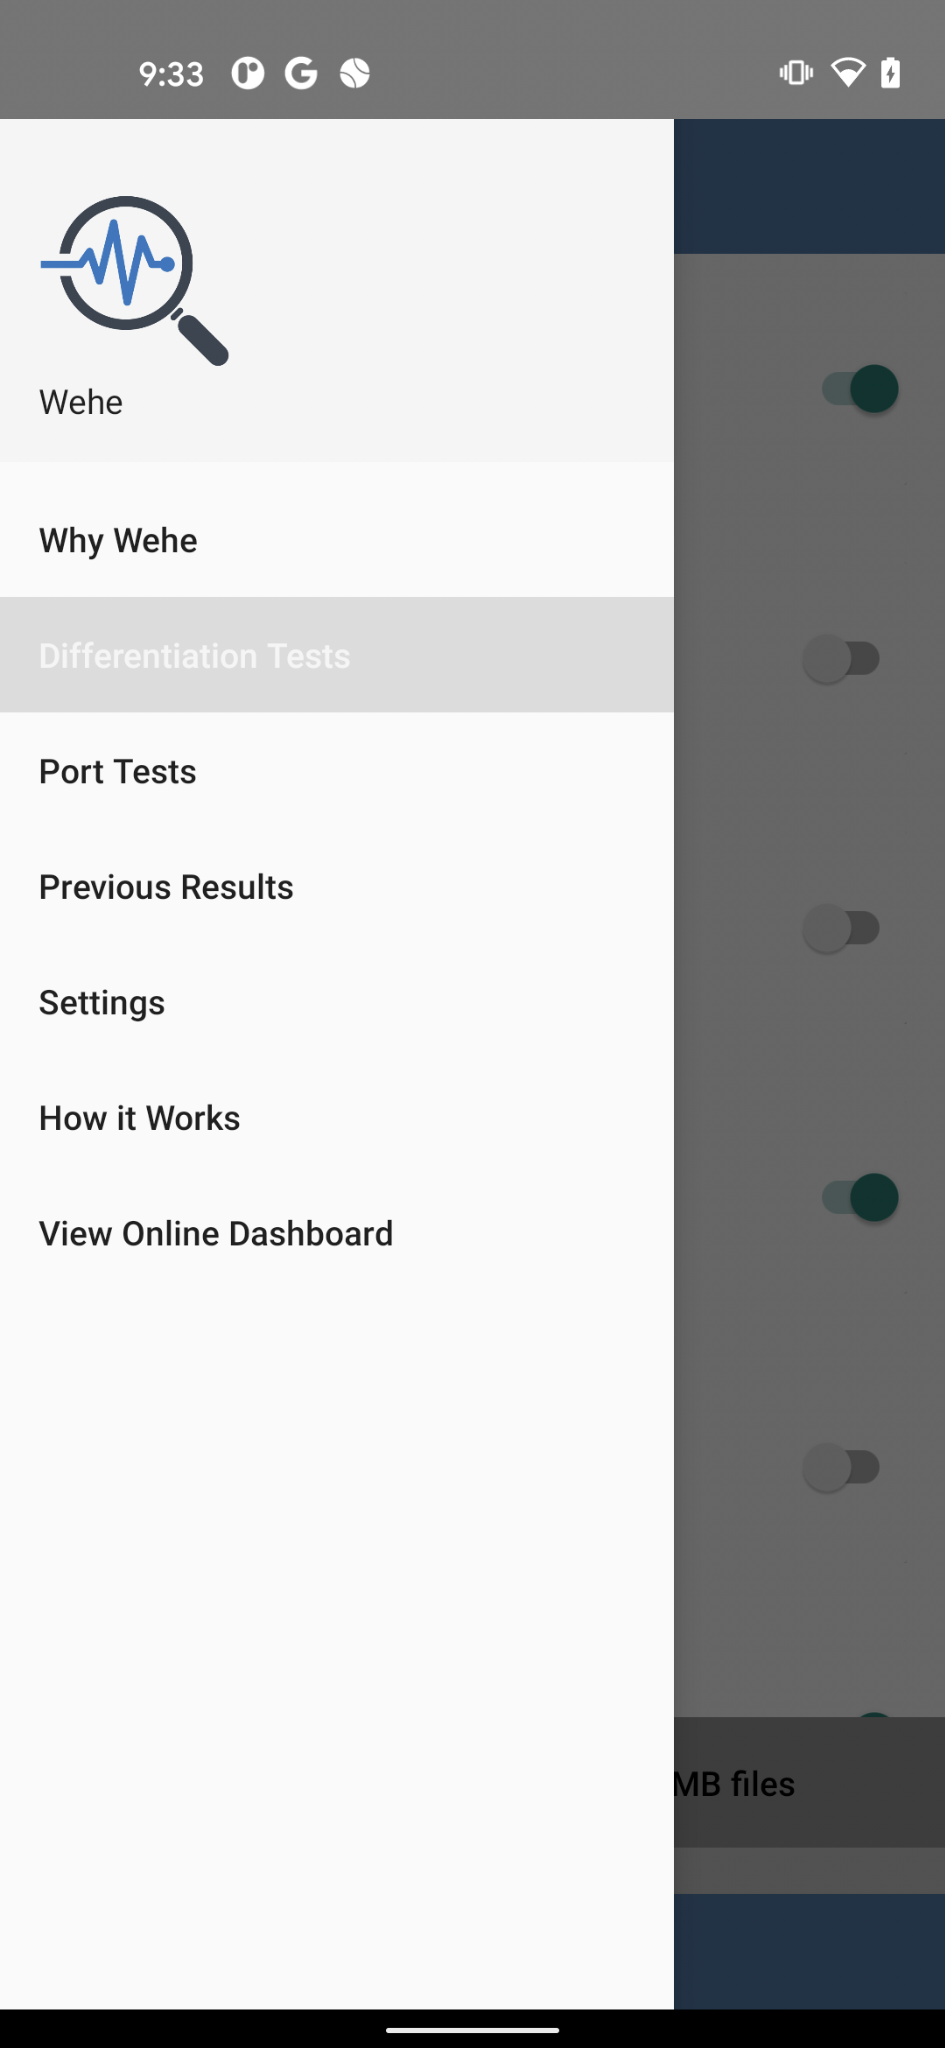 9:33
Wehe
Why Wehe
Differentiation Tests
Port Tests
Previous Results
Settings
How it Works
View Online Dashboard
MB files